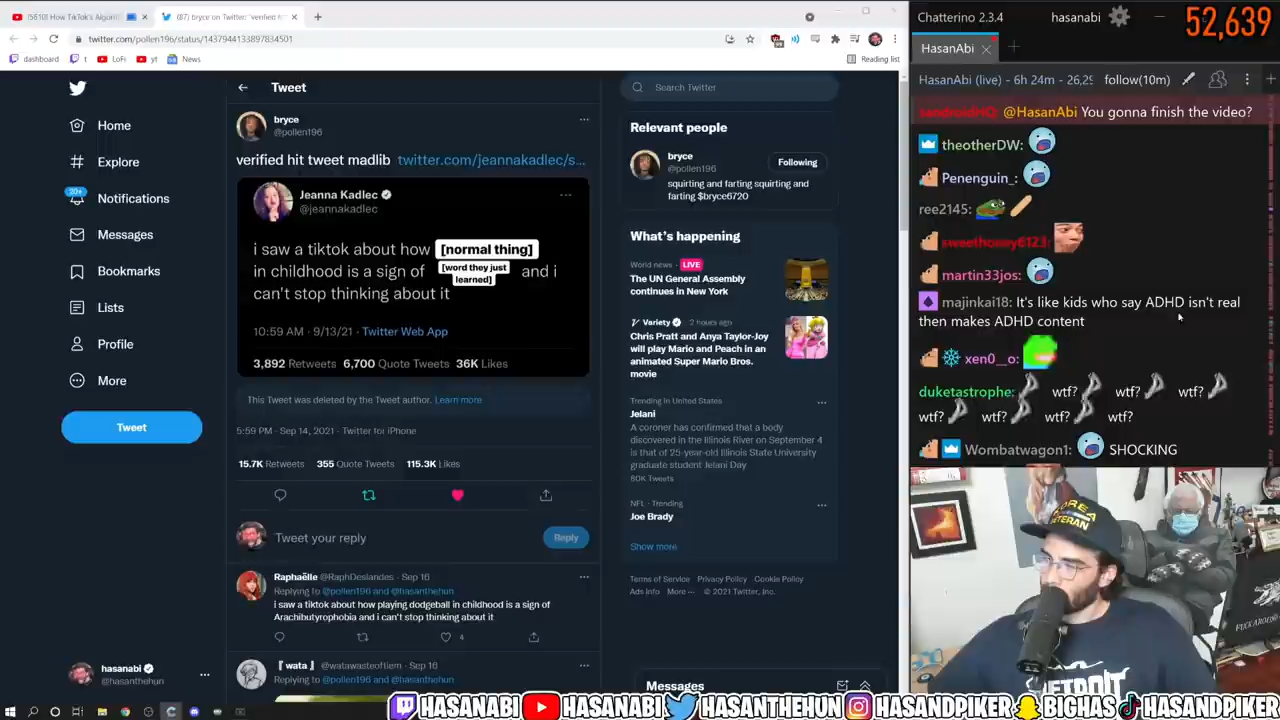 (5610) How TikTok's Algorit
(87) bryce on Twitter: "verified h
twitter.com/pollen196/status/1437944133897834501
dashboard
t
LoFi
yt
News
Reading list
Home
Explore
20+
Notifications
Messages
Bookmarks
Lists
Profile
More
Tweet
hasanabi
@hasanthehun
Tweet
bryce
@pollen196
verified hit tweet madlib twitter.com/jeannakadlec/s...
Jeanna Kadlec
@jeannakadlec
i saw a tiktok about how [normal thing]
in childhood is a sign of [word they just learned] and i
can't stop thinking about it
10:59 AM · 9/13/21 · Twitter Web App
3,892 Retweets 6,700 Quote Tweets 36K Likes
This Tweet was deleted by the Tweet author. Learn more
5:59 PM · Sep 14, 2021 · Twitter for iPhone
15.7K Retweets 355 Quote Tweets 115.3K Likes
Tweet your reply
Reply
Raphaëlle @RaphDeslandes · Sep 16
Replying to @pollen196 and @hasanthehun
i saw a tiktok about how playing dodgeball in childhood is a sign of
Arachibutyrophobia and i can't stop thinking about it
4
『wata』 @watawasteoftiem · Sep 16
Replying to @pollen196 and @hasanthehun
Search Twitter
Relevant people
bryce
@pollen196
Following
squirting and farting squirting and
farting $bryce6720
What's happening
World news · LIVE
The UN General Assembly
continues in New York
Variety · 2 hours ago
Chris Pratt and Anya Taylor-Joy
will play Mario and Peach in an
animated Super Mario Bros.
movie
Trending in United States
Jelani
A coroner has confirmed that a body
discovered in the Illinois River on September 4
is that of 25-year-old Illinois State University
graduate student Jelani Day
80K Tweets
NFL · Trending
Joe Brady
Show more
Terms of Service Privacy Policy Cookie Policy
Ads Info More ··· © 2021 Twitter, Inc.
Messages
Chatterino 2.3.4
hasanabi
52,639
HasanAbi
HasanAbi (live) - 6h 24m - 26,29
follow(10m)
sandroidHQ: @HasanAbi You gonna finish the video?
theotherDW:
Penenguin_:
ree2145:
sweethoney6123:
martin33jos:
majinkai18: It's like kids who say ADHD isn't real
then makes ADHD content
xen0__o:
duketastrophe: wtf? wtf? wtf?
wtf? wtf? wtf? wtf?
Wombatwagon1: SHOCKING
KOREA
VETERAN
DETROIT
HASANABI
HASANABI
HASANTHEHUN
HASANDPIKER
BIGHAS
HASANDPIKER